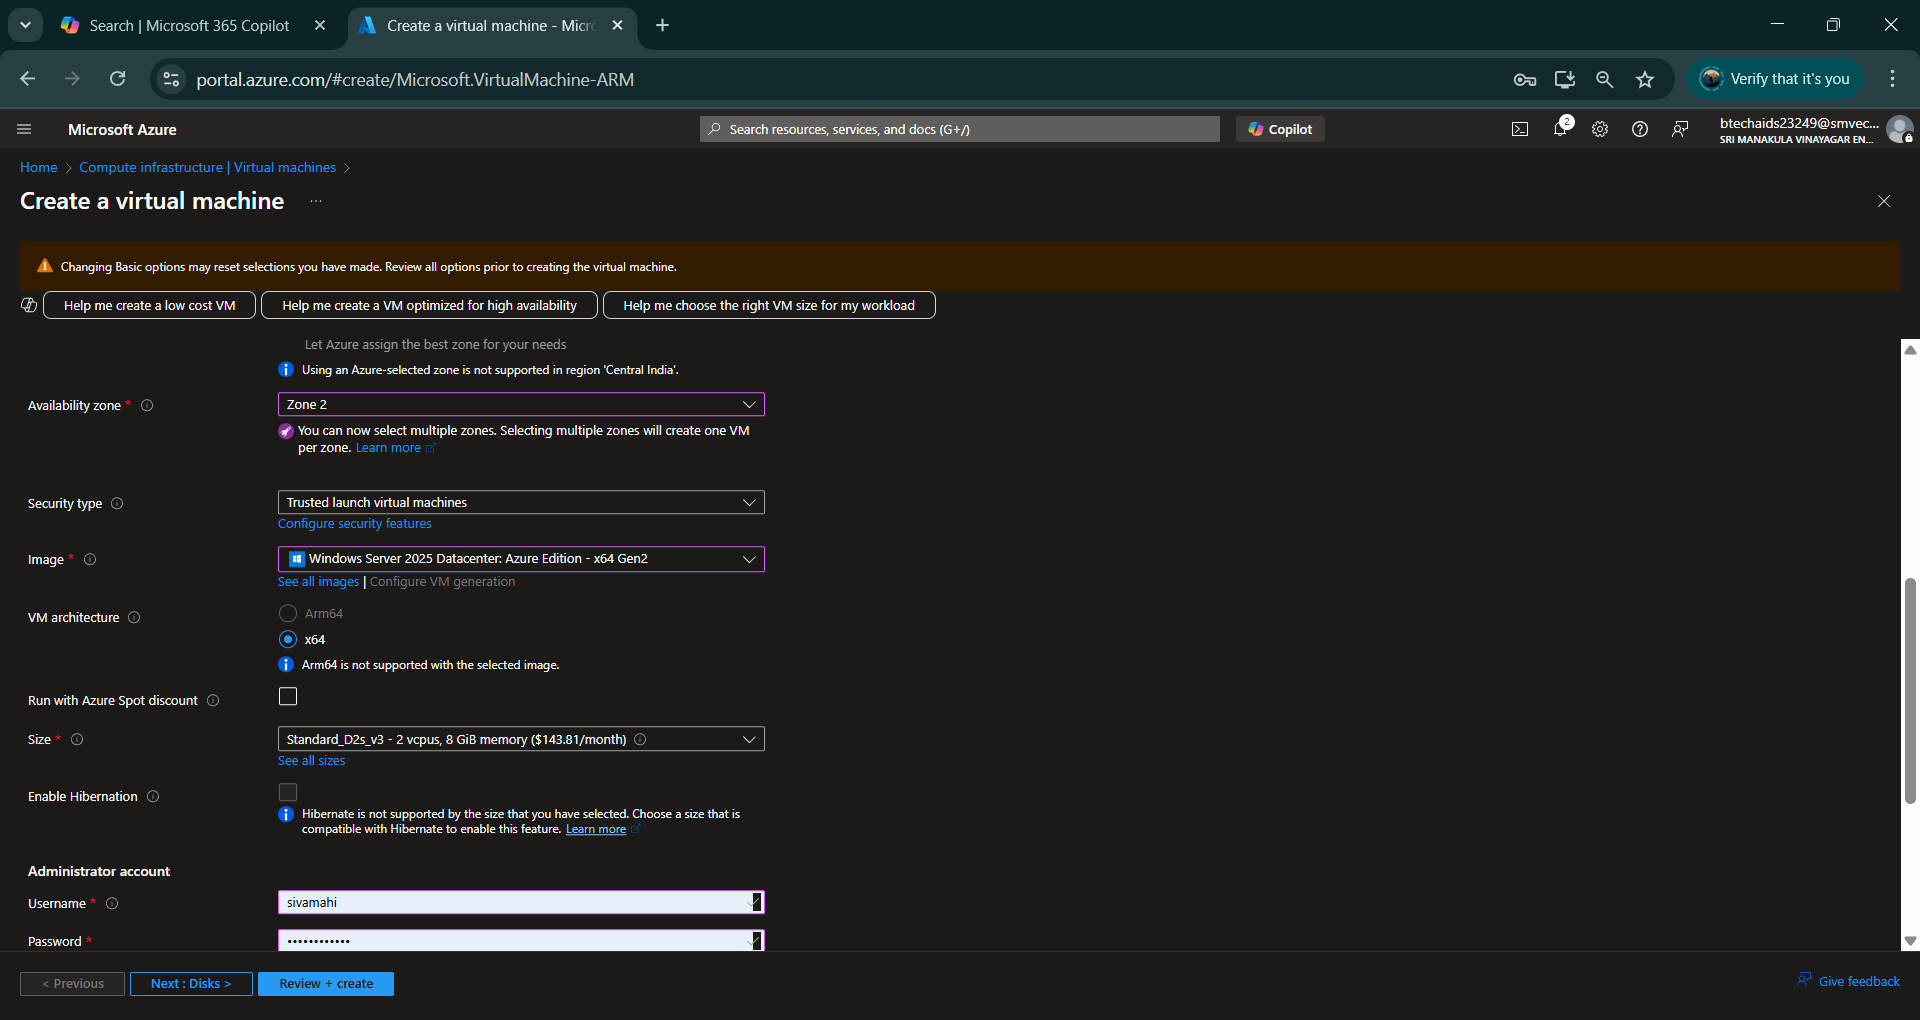 Search | Microsoft 365 Copilot
Create a virtual machine - Micr
portal.azure.com/#create/Microsoft.VirtualMachine-ARM
Verify that it's you
Microsoft Azure
Search resources, services, and docs (G+/)
Copilot
2
btechaids23249@smvec...
SRI MANAKULA VINAYAGAR EN...
Home > Compute infrastructure | Virtual machines >
Create a virtual machine ...
Changing Basic options may reset selections you have made. Review all options prior to creating the virtual machine.
Help me create a low cost VM
Help me create a VM optimized for high availability
Help me choose the right VM size for my workload
Let Azure assign the best zone for your needs
Using an Azure-selected zone is not supported in region 'Central India'.
Availability zone *
Zone 2
You can now select multiple zones. Selecting multiple zones will create one VM
per zone. Learn more
Security type
Trusted launch virtual machines
Configure security features
Image *
Windows Server 2025 Datacenter: Azure Edition - x64 Gen2
See all images | Configure VM generation
VM architecture
Arm64
x64
Arm64 is not supported with the selected image.
Run with Azure Spot discount
Size *
Standard_D2s_v3 - 2 vcpus, 8 GiB memory ($143.81/month)
See all sizes
Enable Hibernation
Hibernate is not supported by the size that you have selected. Choose a size that is
compatible with Hibernate to enable this feature. Learn more
Administrator account
Username *
sivamahi
Password *
••••••••••••
< Previous
Next : Disks >
Review + create
Give feedback